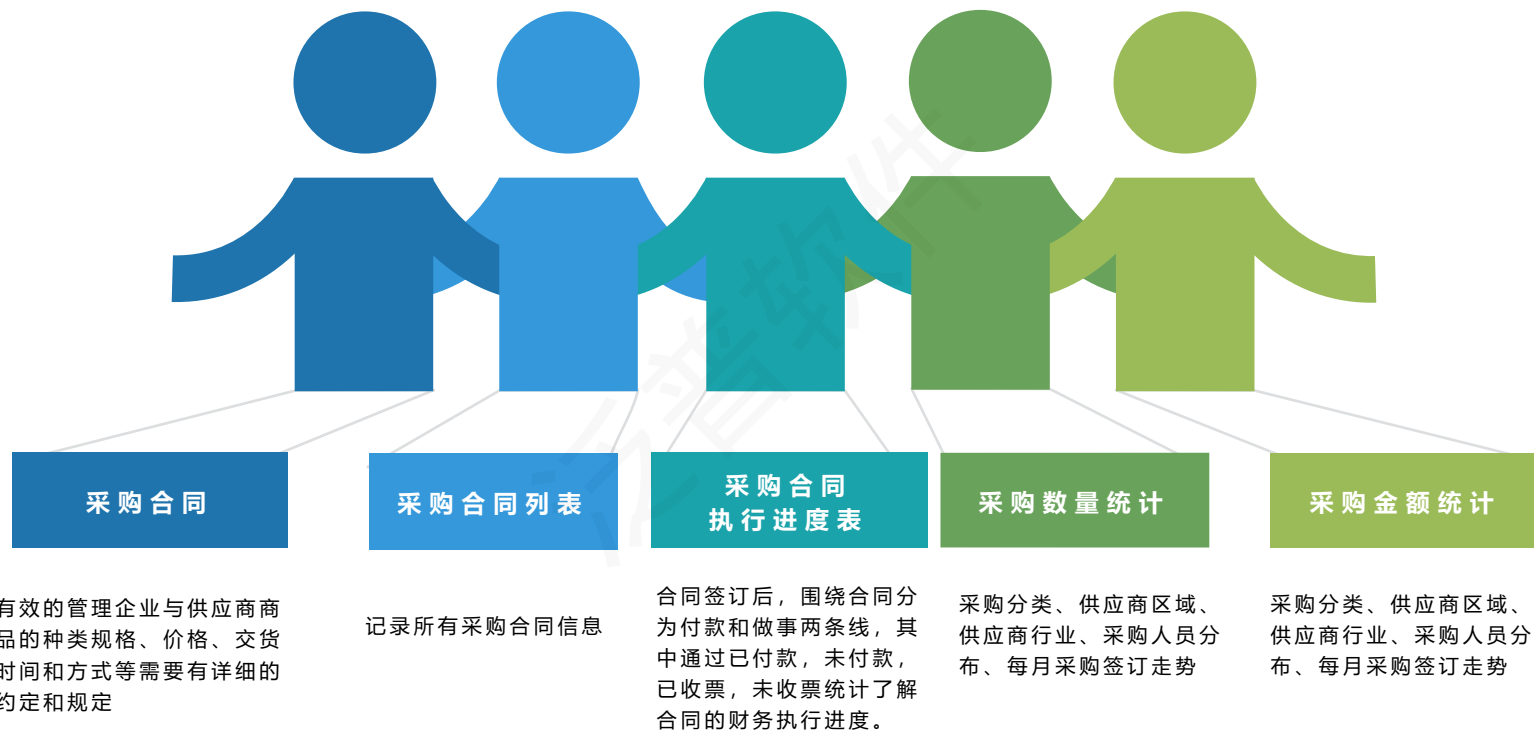 泛普软件
采购合同
采购合同列表
采购合同
执行进度表
采购数量统计
采购金额统计
有效的管理企业与供应商商
品的种类规格、价格、交货
时间和方式等需要有详细的
约定和规定
记录所有采购合同信息
合同签订后，围绕合同分
为付款和做事两条线，其
中通过已付款，未付款，
已收票，未收票统计了解
合同的财务执行进度。
采购分类、供应商区域、
供应商行业、采购人员分
布、每月采购签订走势
采购分类、供应商区域、
供应商行业、采购人员分
布、每月采购签订走势